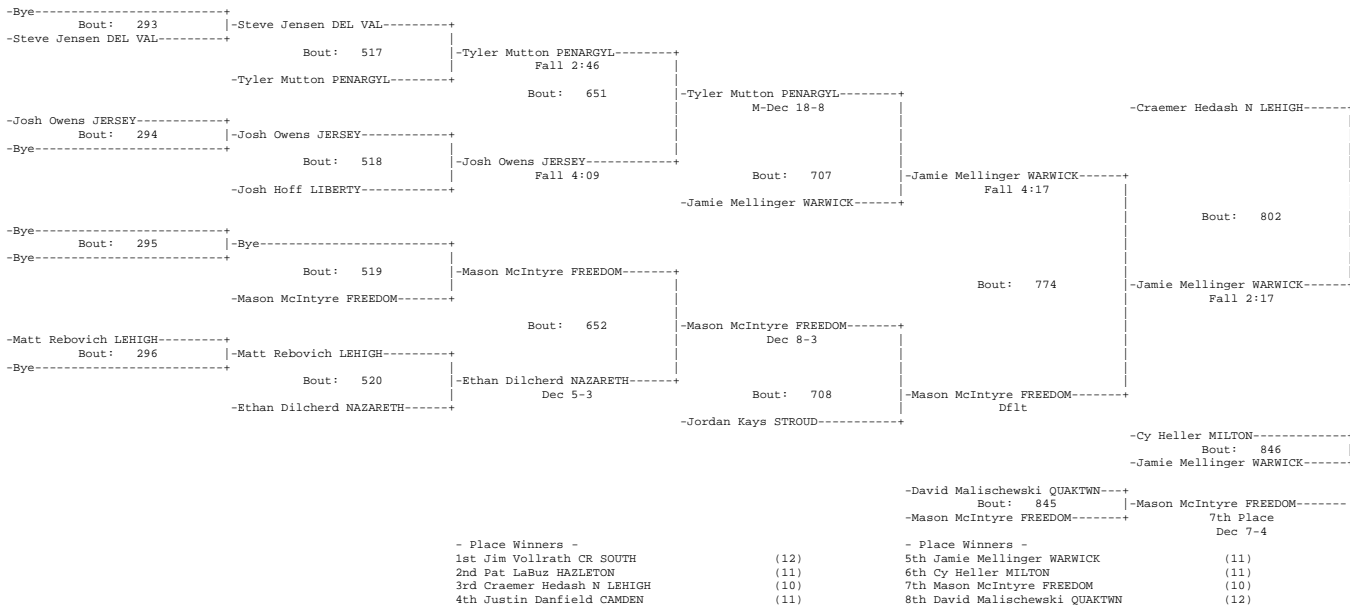 -Bye------------------------+
Bout: 293 |-Steve Jensen DEL VAL--------+
-Steve Jensen DEL VAL--------+
Bout: 517 |-Tyler Mutton PENARGYL-------+
Fall 2:46
-Tyler Mutton PENARGYL-------+
Bout: 651 |-Tyler Mutton PENARGYL-------+
M-Dec 18-8
-Craemer Hedash N LEHIGH------
-Josh Owens JERSEY-----------+
Bout: 294 |-Josh Owens JERSEY-----------+
-Bye------------------------+
Bout: 518 |-Josh Owens JERSEY-----------+ Bout: 707 |-Jamie Mellinger WARWICK------+
Fall 4:09 Fall 4:17
-Josh Hoff LIBERTY-----------+
-Jamie Mellinger WARWICK------+
Bout: 802
-Bye------------------------+
Bout: 295 |-Bye------------------------+
-Bye------------------------+
Bout: 519 |-Mason McIntyre FREEDOM-------+
Bout: 774 |-Jamie Mellinger WARWICK------
-Mason McIntyre FREEDOM-------+
Fall 2:17
Bout: 652 |-Mason McIntyre FREEDOM-------+
-Matt Rebovich LEHIGH---------+
Dec 8-3
Bout: 296 |-Matt Rebovich LEHIGH---------+
-Bye------------------------+
Bout: 520 |-Ethan Dilcherd NAZARETH------+
Dec 5-3
Bout: 708 |-Mason McIntyre FREEDOM-------+
-Ethan Dilcherd NAZARETH------+
Dflt
-Jordan Kays STROUD-----------+
-Cy Heller MILTON-------------
Bout: 846
-Jamie Mellinger WARWICK------
-David Malischewski QUAKTWN---+
Bout: 845 |-Mason McIntyre FREEDOM-------
-Mason McIntyre FREEDOM-------+ 7th Place
Dec 7-4
- Place Winners - - Place Winners -
1st Jim Vollrath CR SOUTH (12) 5th Jamie Mellinger WARWICK (11)
2nd Pat LaBuz HAZLETON (11) 6th Cy Heller MILTON (11)
3rd Craemer Hedash N LEHIGH (10) 7th Mason McIntyre FREEDOM (10)
4th Justin Danfield CAMDEN (11) 8th David Malischewski QUAKTWN (12)